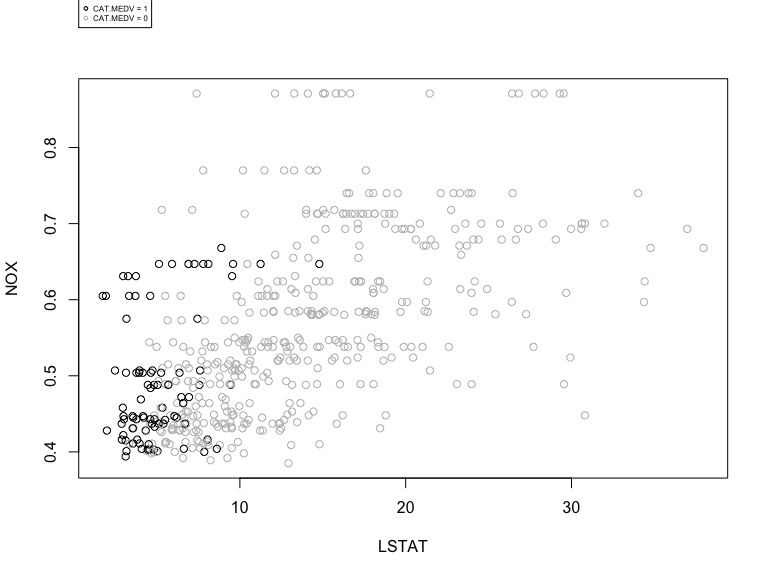 CAT.MEDV = 1
CAT.MEDV = 0
0.8
0.7
0.6
0.5
0.4
NOX
10 20 30
LSTAT